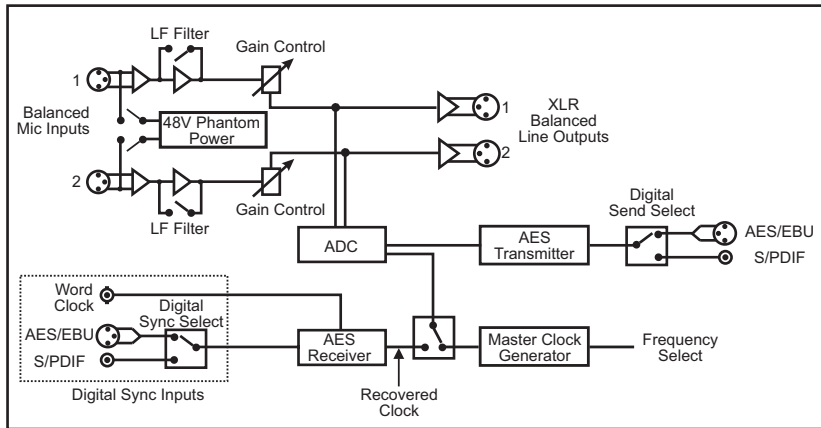 LF Filter
Gain Control
1
Balanced
Mic Inputs
48V Phantom
Power
1
XLR
Balanced
Line Outputs
2
2
LF Filter
Gain Control
Digital
Send Select
ADC
AES
Transmitter
AES/EBU
S/PDIF
Word
Clock
Digital
Sync Select
AES/EBU
S/PDIF
AES
Receiver
Master Clock
Generator
Frequency
Select
Digital Sync Inputs
Recovered
Clock